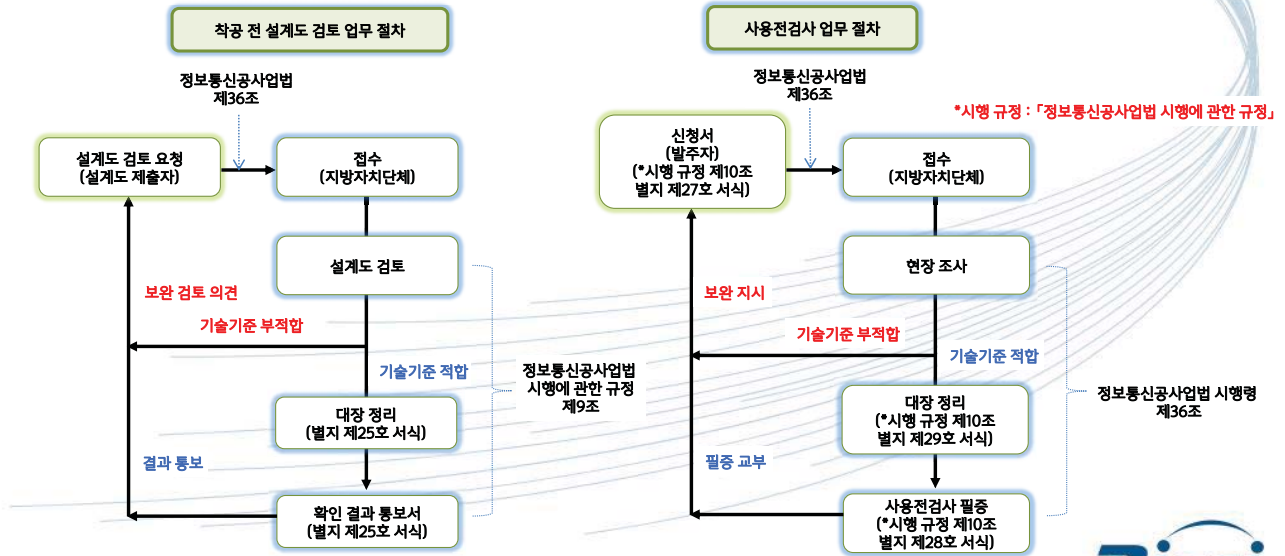 착공 전 설계도 검토 업무 절차
정보통신공사업법
제36조
설계도 검토 요청
(설계도 제출자)
접수
(지방자치단체)
설계도 검토
보완 검토 의견
기술기준 부적합
기술기준 적합
정보통신공사업법
시행에 관한 규정
제9조
대장 정리
(별지 제25호 서식)
결과 통보
확인 결과 통보서
(별지 제25호 서식)
사용전검사 업무 절차
정보통신공사업법
제36조
*시행 규정 : 「정보통신공사업법 시행에 관한 규정」
신청서
(발주자)
(*시행 규정 제10조
별지 제27호 서식)
접수
(지방자치단체)
현장 조사
보완 지시
기술기준 부적합
기술기준 적합
정보통신공사업법 시행령
제36조
대장 정리
(*시행 규정 제10조
별지 제29호 서식)
필증 교부
사용전검사 필증
(*시행 규정 제10조
별지 제28호 서식)